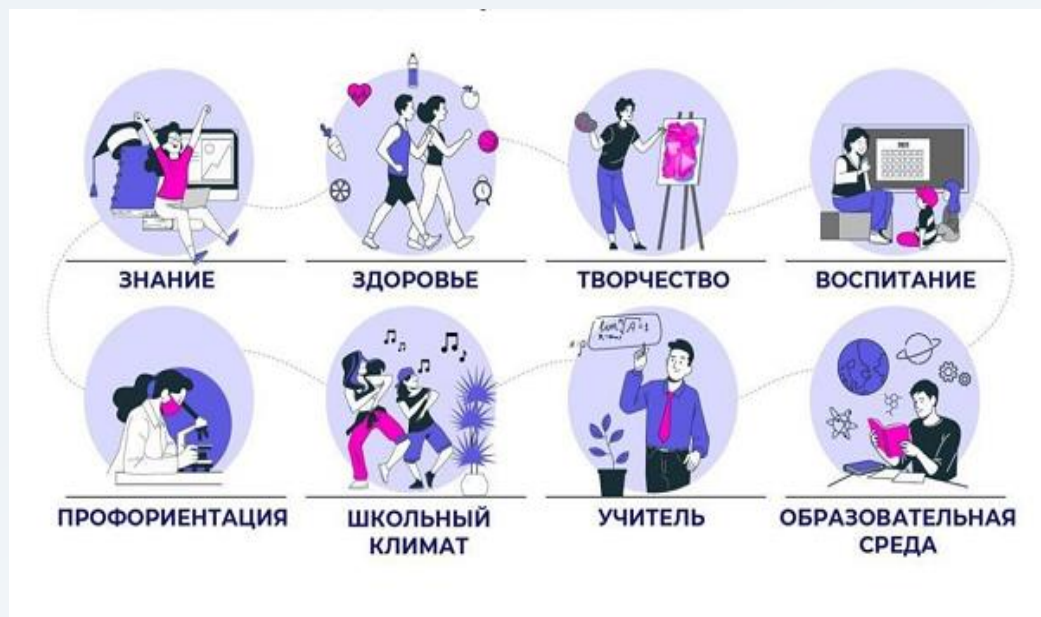 ЗНАНИЕ
ЗДОРОВЬЕ
ТВОРЧЕСТВО
ВОСПИТАНИЕ
ПРОФОРИЕНТАЦИЯ
ШКОЛЬНЫЙ
КЛИМАТ
УЧИТЕЛЬ
ОБРАЗОВАТЕЛЬНАЯ
СРЕДА